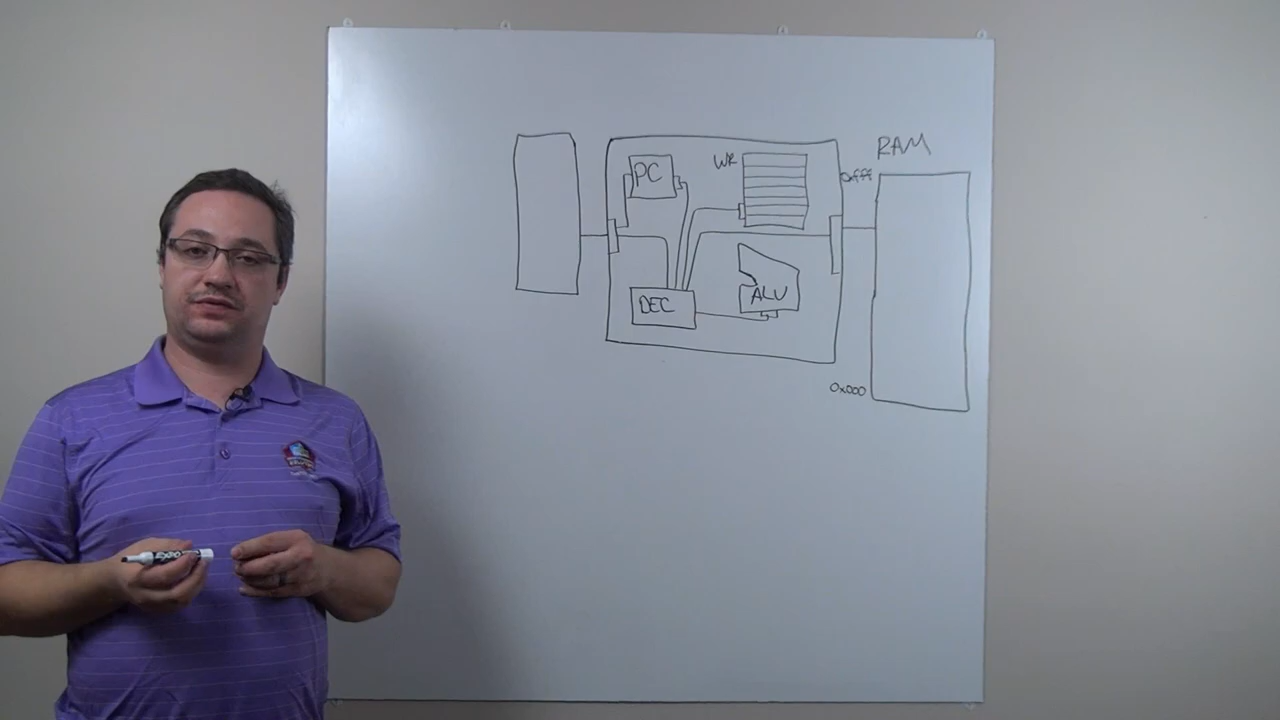 RAM
PC
WR
0xfff
DEC
ALU
0x000
EXPO